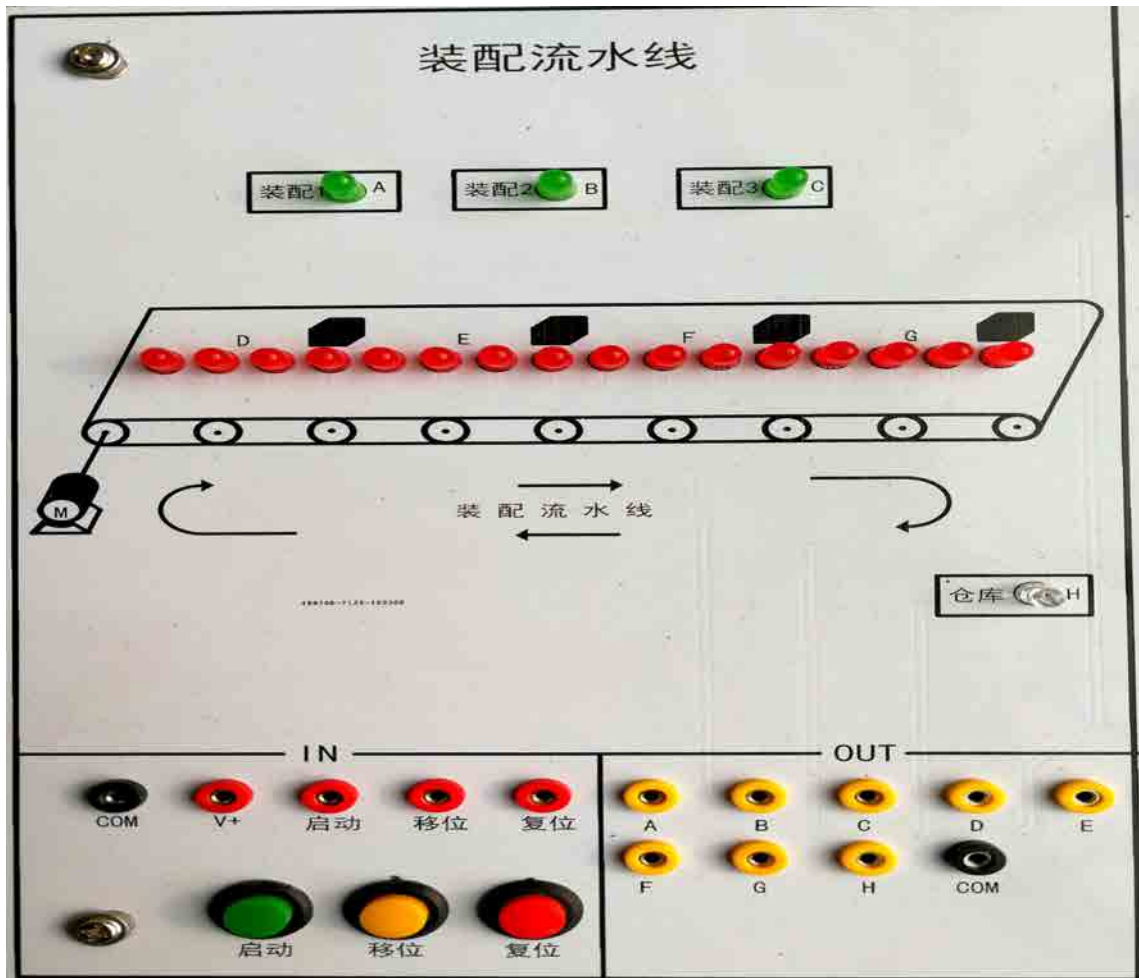 装配流水线
装配1 A
装配2 B
装配3 C
D E F G
M
装配流水线
仓库 H
IN
OUT
COM V+ 启动 移位 复位
A B C D E
F G H COM
启动 移位 复位